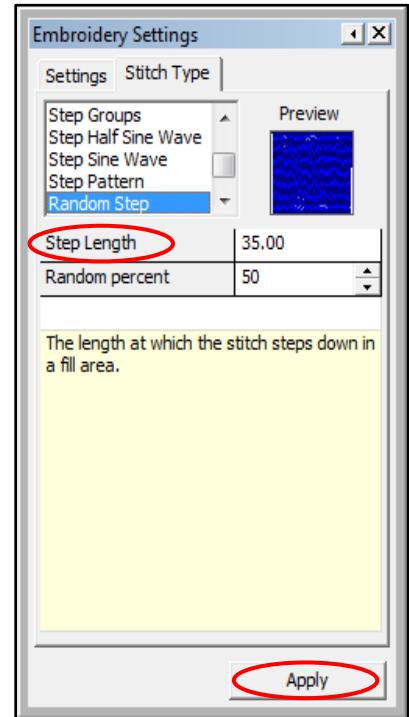 Embroidery Settings
Settings Stitch Type
Step Groups
Step Half Sine Wave
Step Sine Wave
Step Pattern
Random Step
Preview
Step Length 35.00
Random percent 50
The length at which the stitch steps down in
a fill area.
Apply